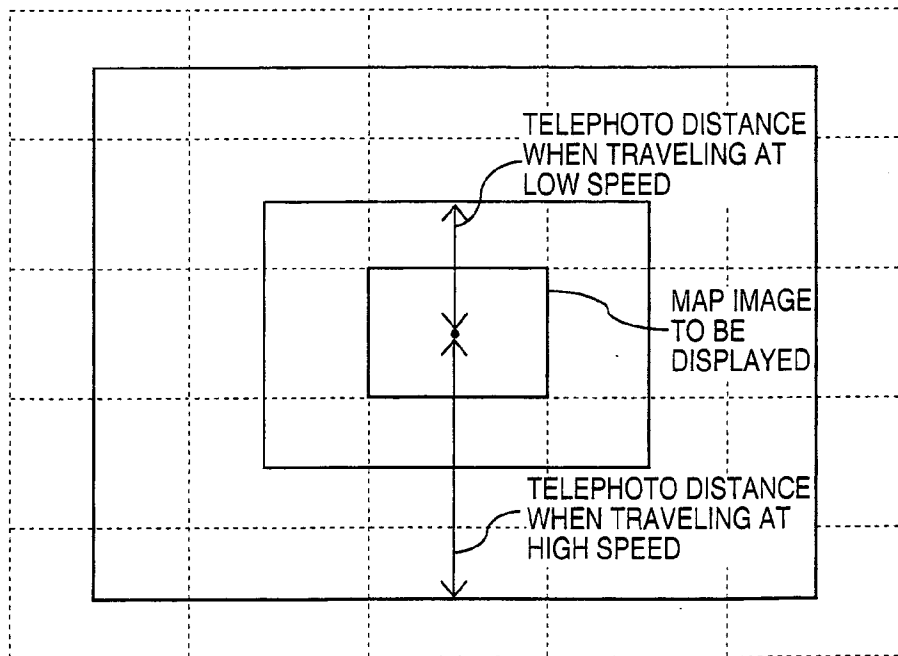 TELEPHOTO DISTANCE
WHEN TRAVELING AT
LOW SPEED
MAP IMAGE
TO BE
DISPLAYED
TELEPHOTO DISTANCE
WHEN TRAVELING AT
HIGH SPEED